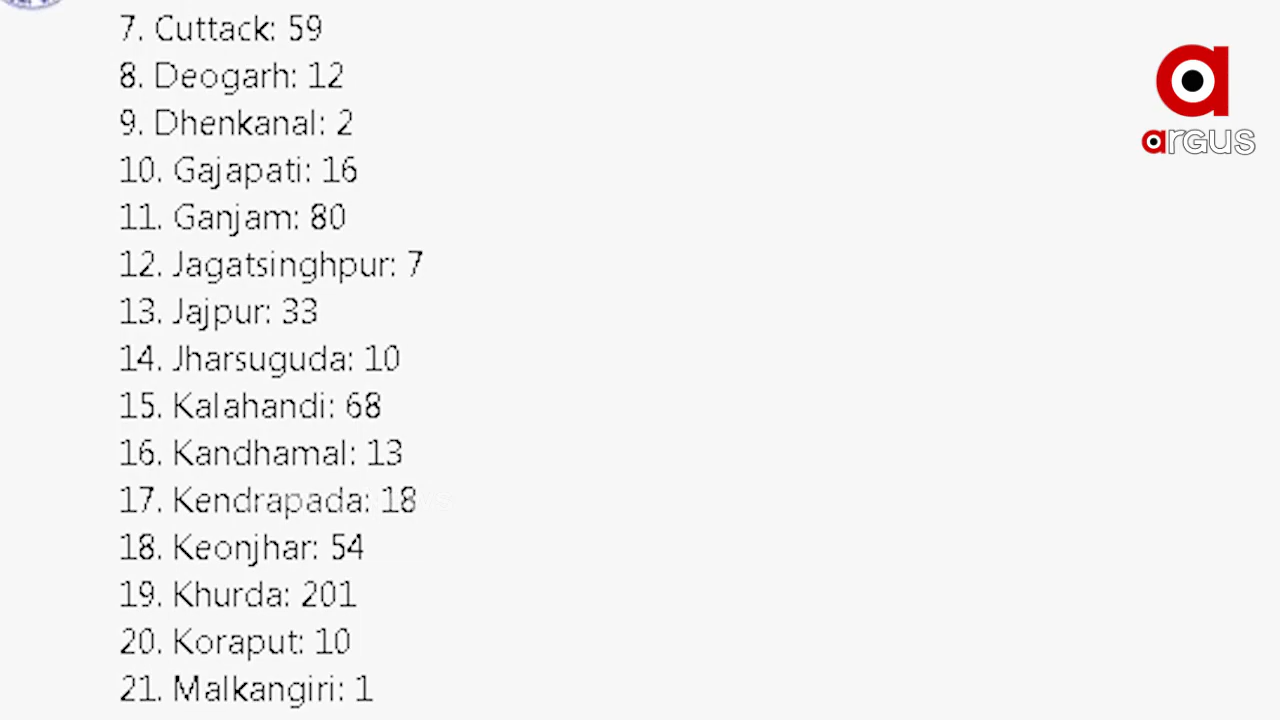 7. Cuttack: 59
8. Deogarh: 12
9. Dhenkanal: 2
10. Gajapati: 16
11. Ganjam: 80
12. Jagatsinghpur: 7
13. Jajpur: 33
14. Jharsuguda: 10
15. Kalahandi: 68
16. Kandhamal: 13
17. Kendrapada: 18
18. Keonjhar: 54
19. Khurda: 201
20. Koraput: 10
21. Malkangiri: 1
a
argus